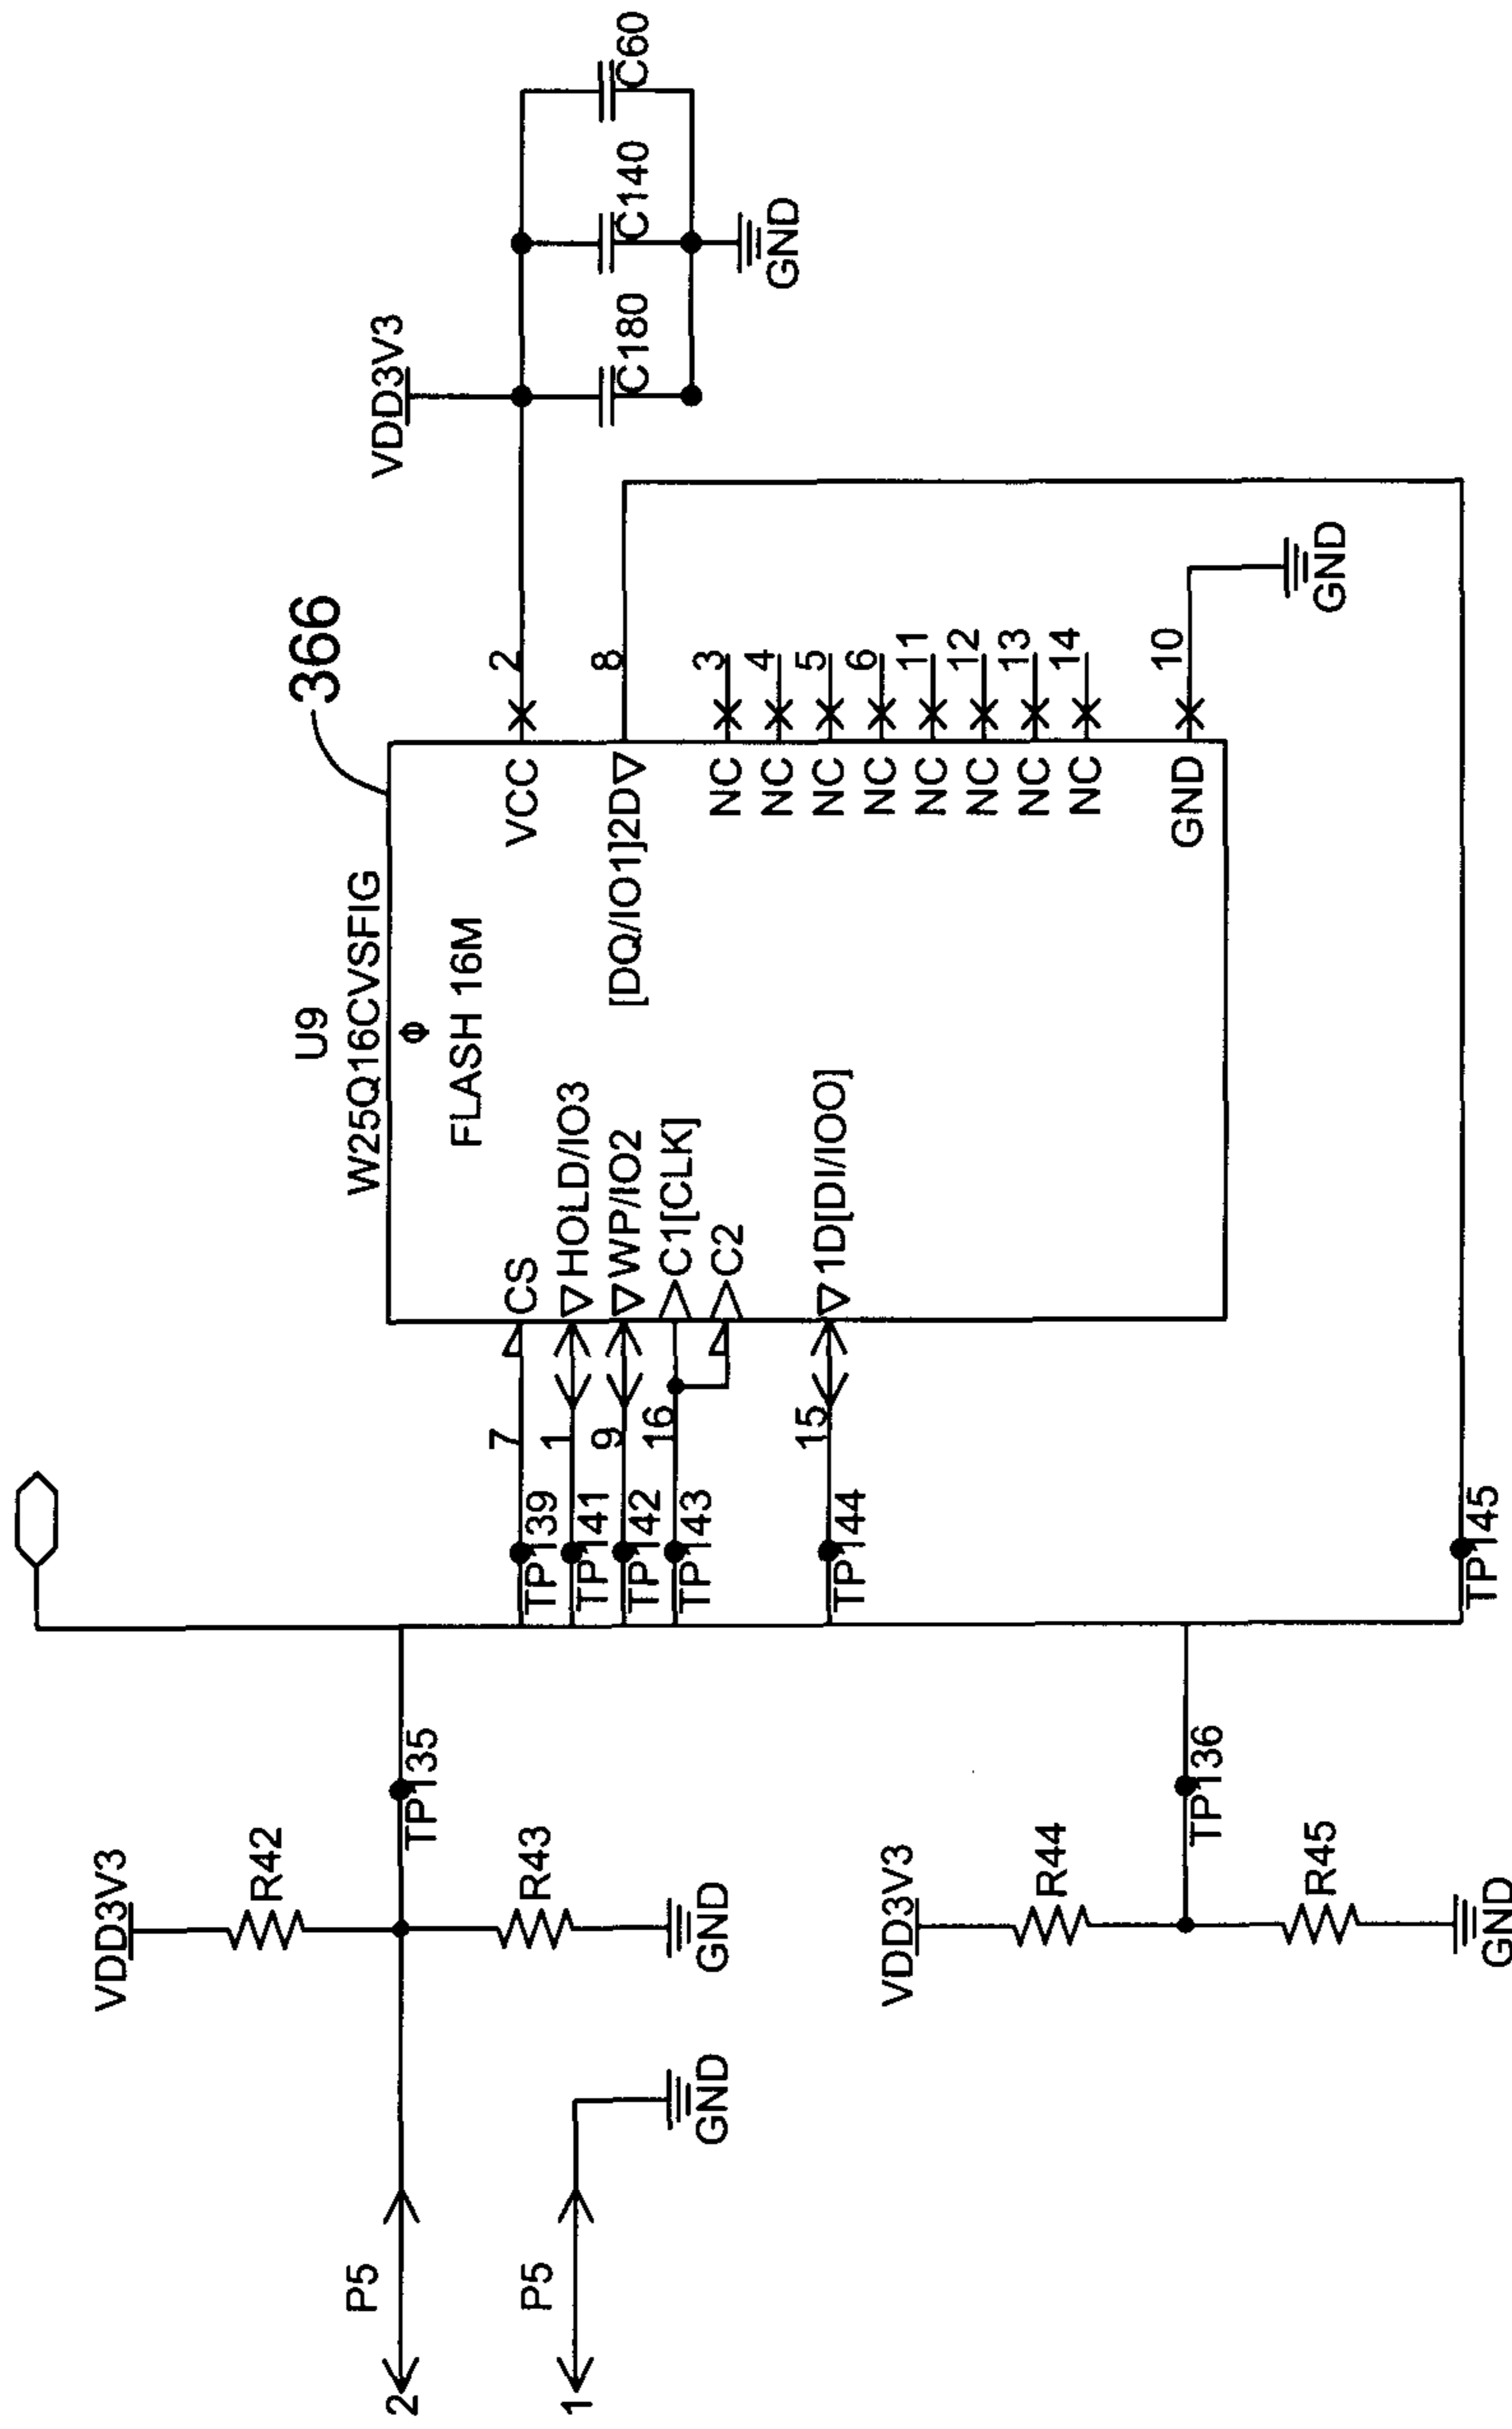 366
U9
W25Q16CVSFIG
Φ
FLASH 16M
CS
HOLD/IO3
WP/IO2
C1[CLK]
C2
1D[DI/IOO]
VCC
[DQ/IO1]2D
NC
NC
NC
NC
NC
NC
NC
NC
GND
7
1
9
16
15
TP139
TP141
TP142
TP143
TP144
TP145
2
8
3
4
5
6
11
12
13
14
10
GND
VDD3V3
C180
C140
C60
GND
VDD3V3
R42
TP135
R43
GND
P5
2
P5
1
GND
VDD3V3
R44
TP136
R45
GND